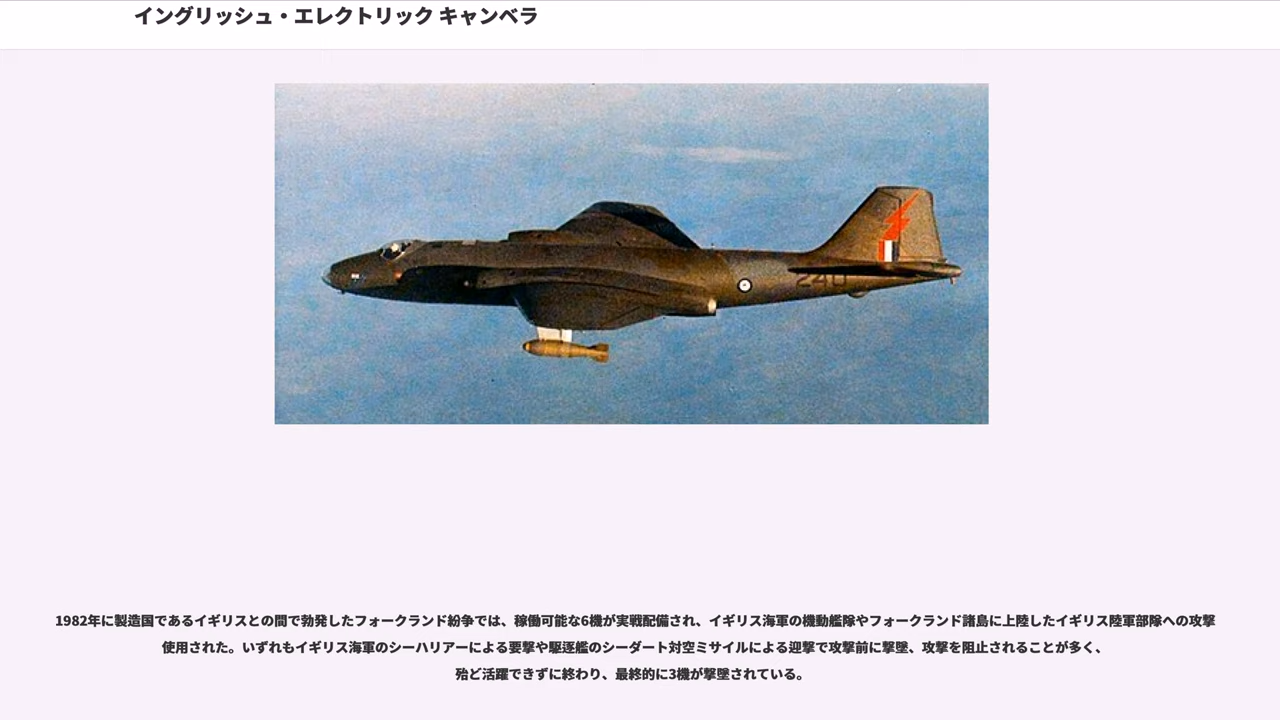 イングリッシュ・エレクトリック キャンベラ
240
1982年に製造国であるイギリスとの間で勃発したフォークランド紛争では、稼働可能な6機が実戦配備され、イギリス海軍の機動艦隊やフォークランド諸島に上陸したイギリス陸軍部隊への攻撃
使用された。いずれもイギリス海軍のシーハリアーによる要撃や駆逐艦のシーダート対空ミサイルによる迎撃で攻撃前に撃墜、攻撃を阻止されることが多く、
殆ど活躍できずに終わり、最終的に3機が撃墜されている。